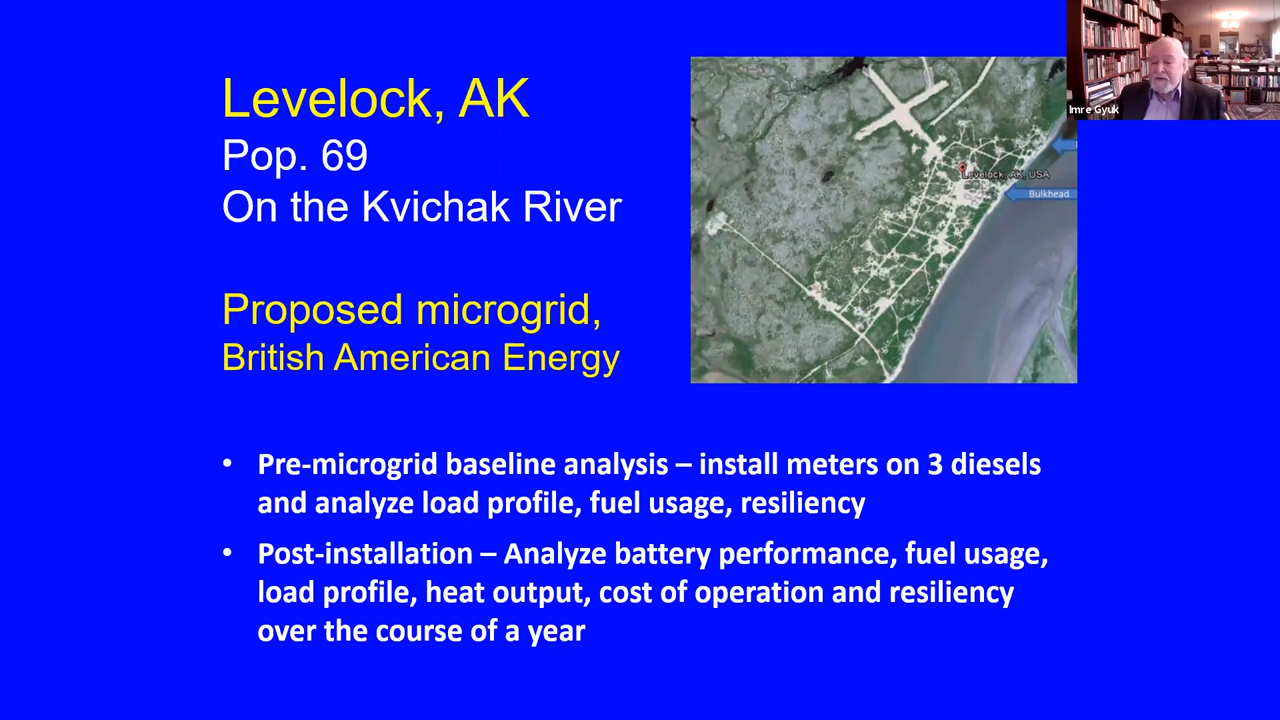 Levelock, AK
Pop. 69
On the Kvichak River
Proposed microgrid,
British American Energy
Levelock, AK, USA
Bulkhead
Imre Gyuk
• Pre-microgrid baseline analysis – install meters on 3 diesels
and analyze load profile, fuel usage, resiliency
• Post-installation – Analyze battery performance, fuel usage,
load profile, heat output, cost of operation and resiliency
over the course of a year